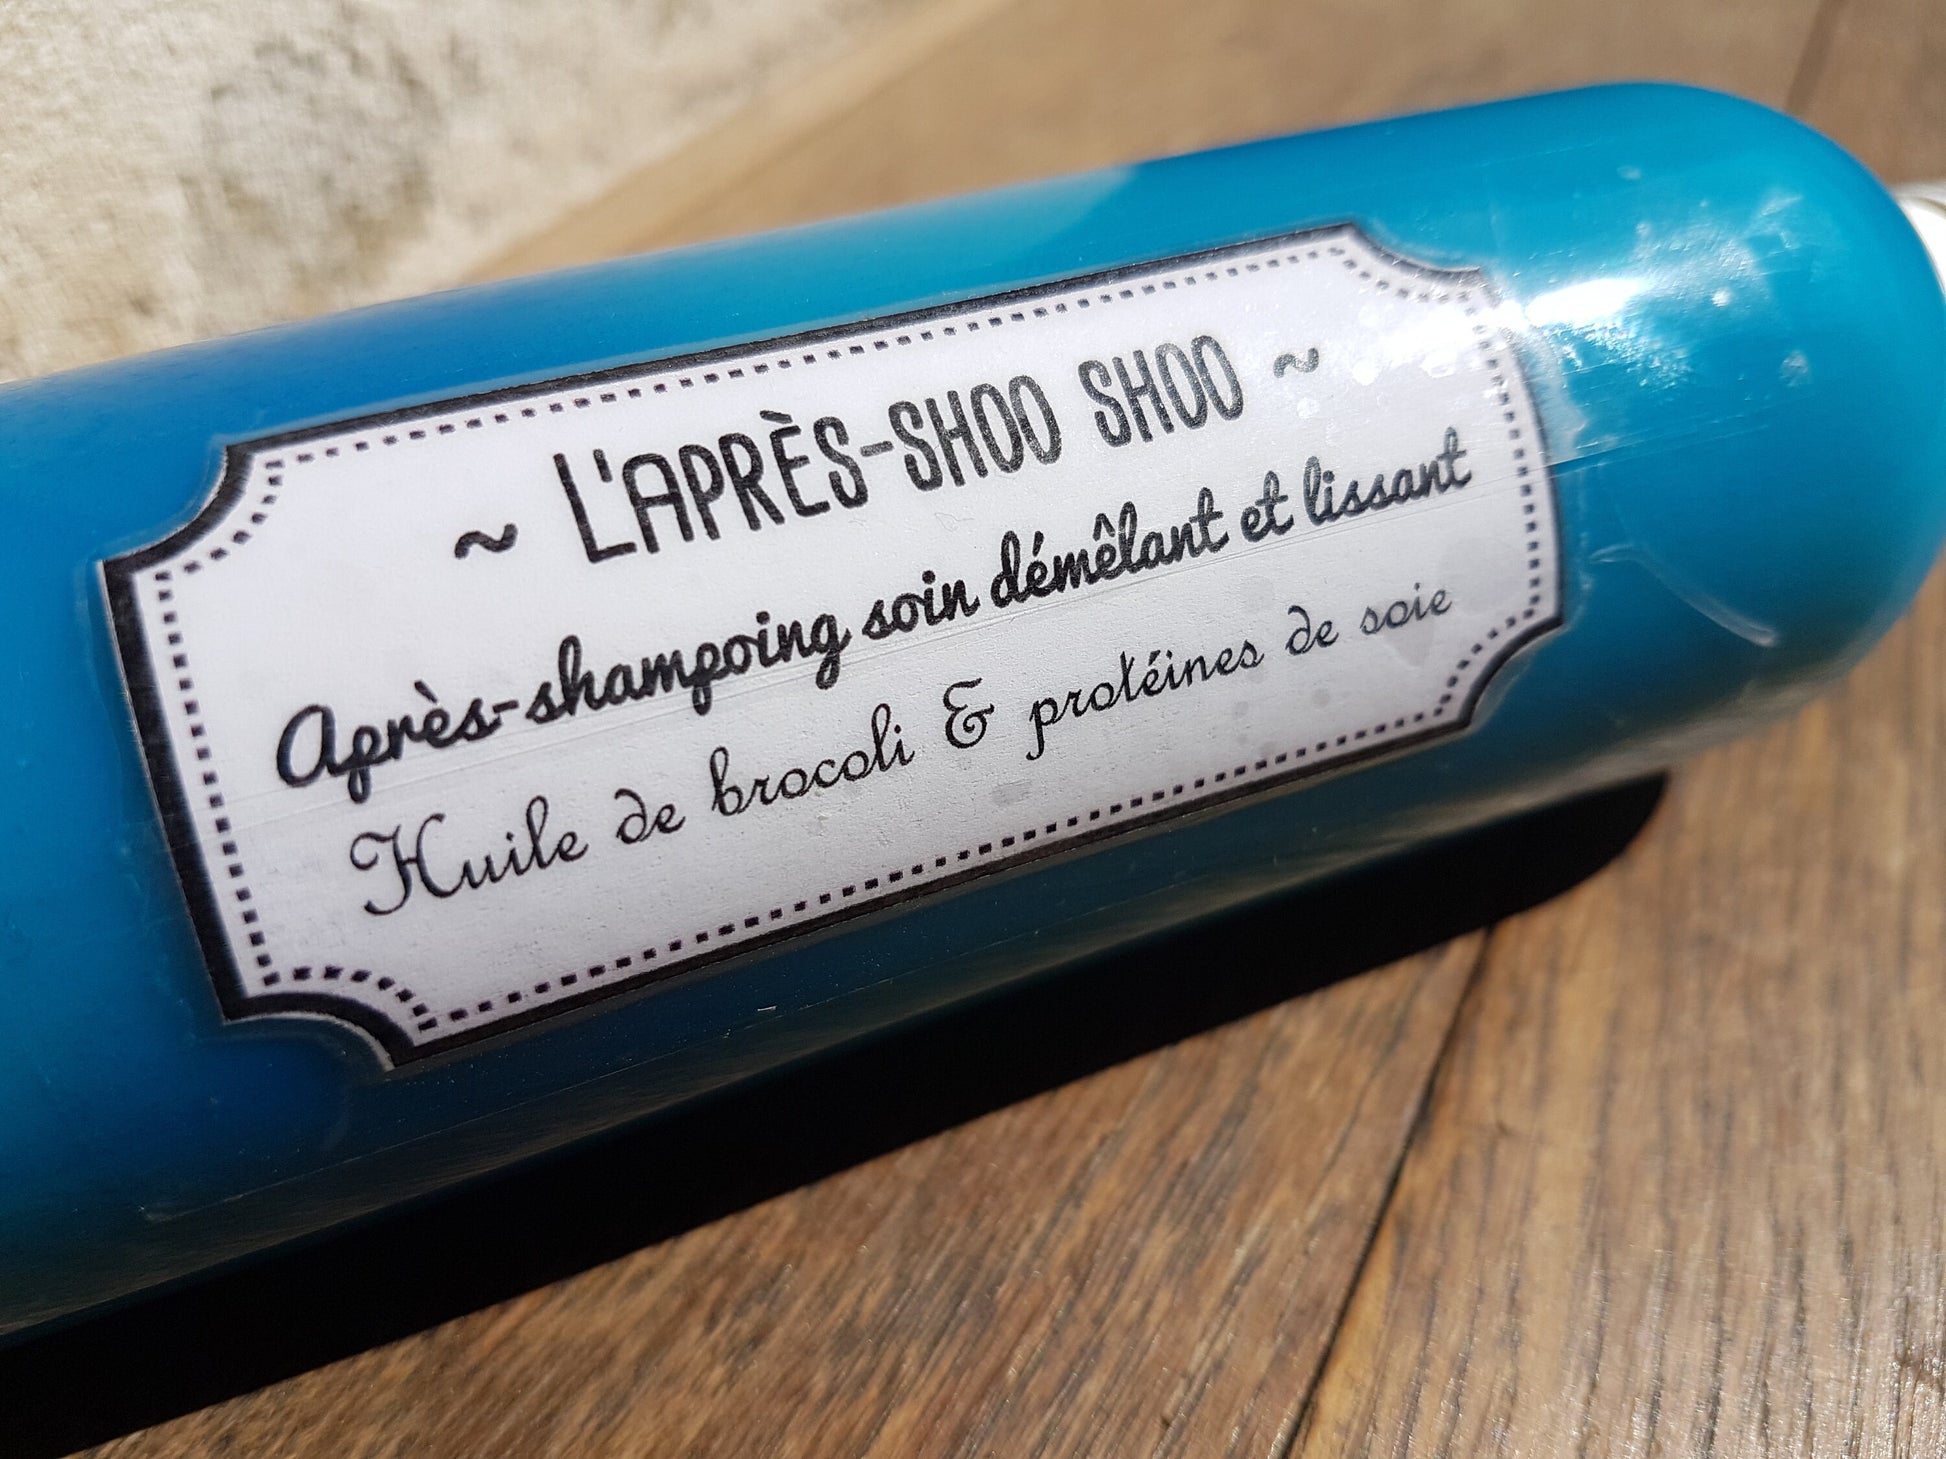 ~ L'APRÈS-SHOO SHOO ~
Après-shampoing soin démêlant et lissant
Huile de brocoli & protéines de soie